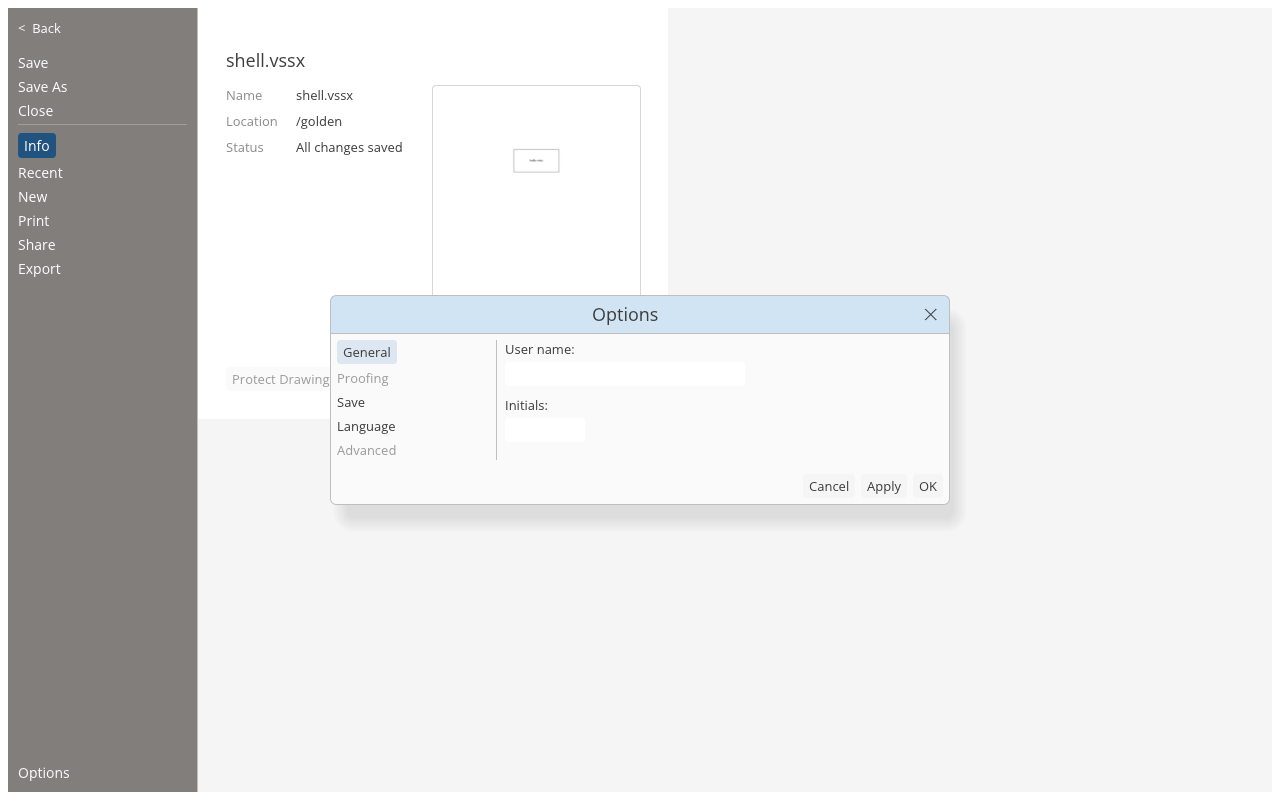 < Back
Save
Save As
Close
Info
Recent
New
Print
Share
Export
Options
shell.vssx
Name shell.vssx
Location /golden
Status All changes saved
Protect Drawing
Options
General
Proofing
Save
Language
Advanced
User name:
Initials:
Cancel Apply OK